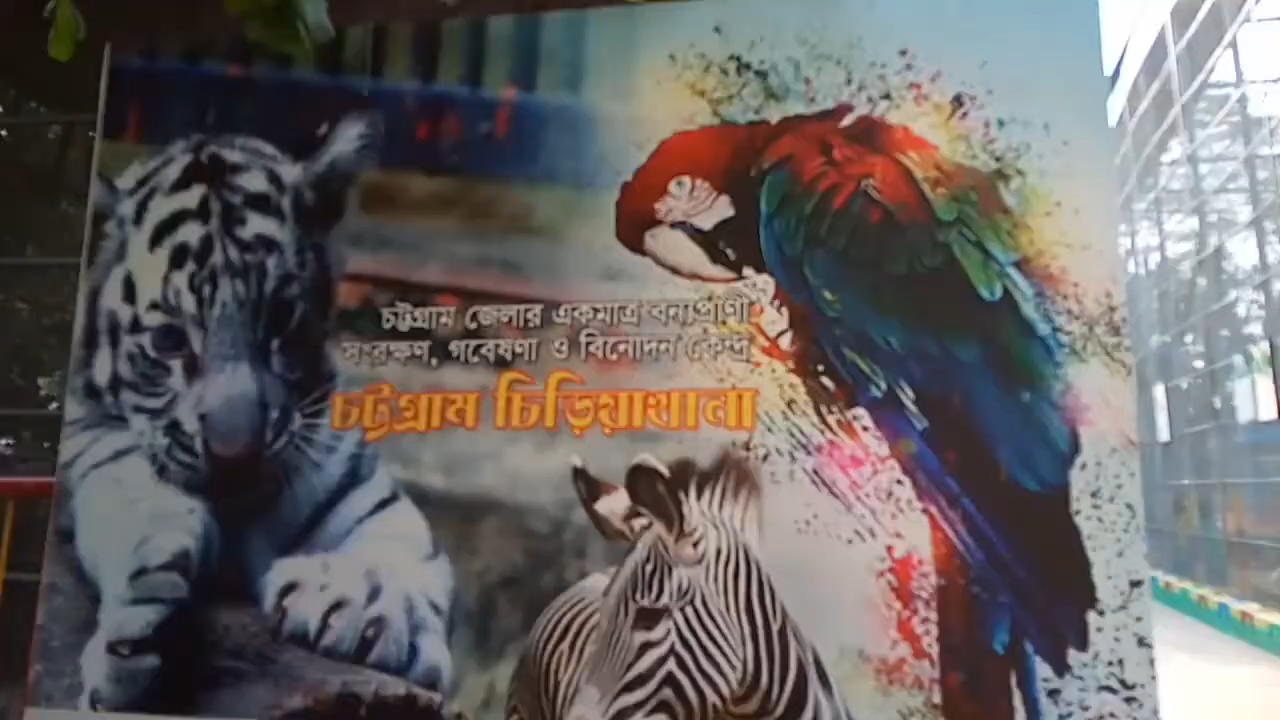 চট্টগ্রাম জেলার একমাত্র বন্যপ্রাণী
সংরক্ষণ, গবেষণা ও বিনোদন কেন্দ্র
চট্টগ্রাম চিড়িয়াখানা